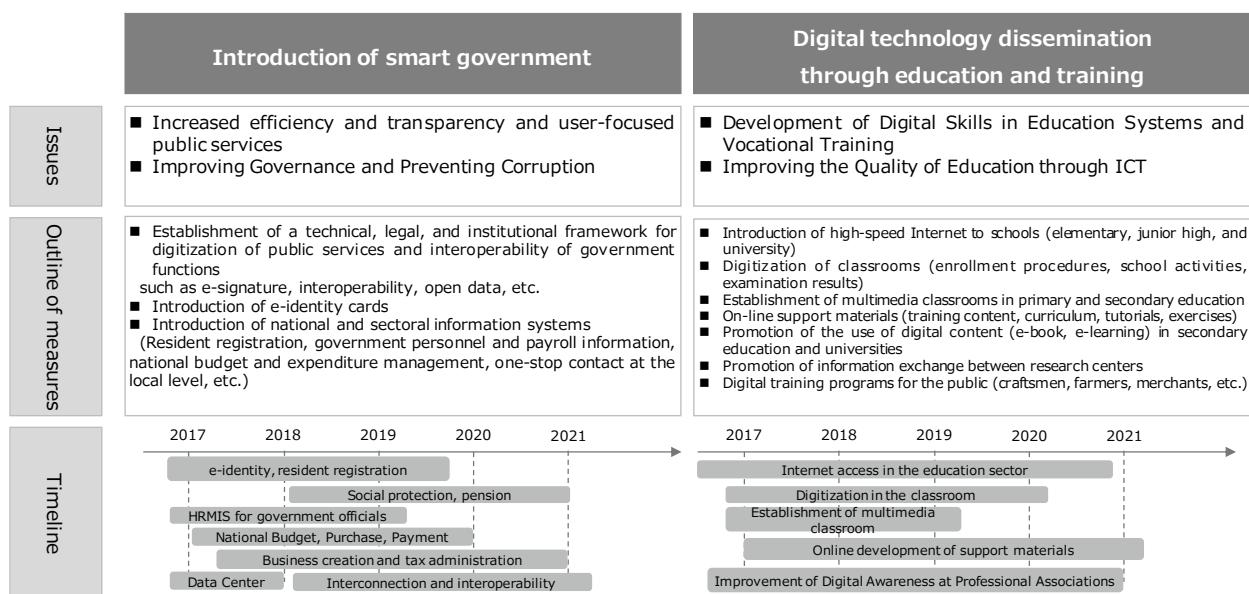 Introduction of smart government
Digital technology dissemination
through education and training
Issues
■ Increased efficiency and transparency and user-focused
public services
■ Improving Governance and Preventing Corruption
■ Development of Digital Skills in Education Systems and
Vocational Training
■ Improving the Quality of Education through ICT
Outline of measures
■ Establishment of a technical, legal, and institutional framework for
digitization of public services and interoperability of government
functions
such as e-signature, interoperability, open data, etc.
■ Introduction of e-identity cards
■ Introduction of national and sectoral information systems
(Resident registration, government personnel and payroll information,
national budget and expenditure management, one-stop contact at the
local level, etc.)
■ Introduction of high-speed Internet to schools (elementary, junior high, and
university)
■ Digitization of classrooms (enrollment procedures, school activities,
examination results)
■ Establishment of multimedia classrooms in primary and secondary education
■ On-line support materials (training content, curriculum, tutorials, exercises)
■ Promotion of the use of digital content (e-book, e-learning) in secondary
education and universities
■ Promotion of information exchange between research centers
■ Digital training programs for the public (craftsmen, farmers, merchants, etc.)
Timeline
2017 2018 2019 2020 2021
e-identity, resident registration
Social protection, pension
HRMIS for government officials
National Budget, Purchase, Payment
Business creation and tax administration
Data Center Interconnection and interoperability
2017 2018 2019 2020 2021
Internet access in the education sector
Digitization in the classroom
Establishment of multimedia
classroom
Online development of support materials
Improvement of Digital Awareness at Professional Associations